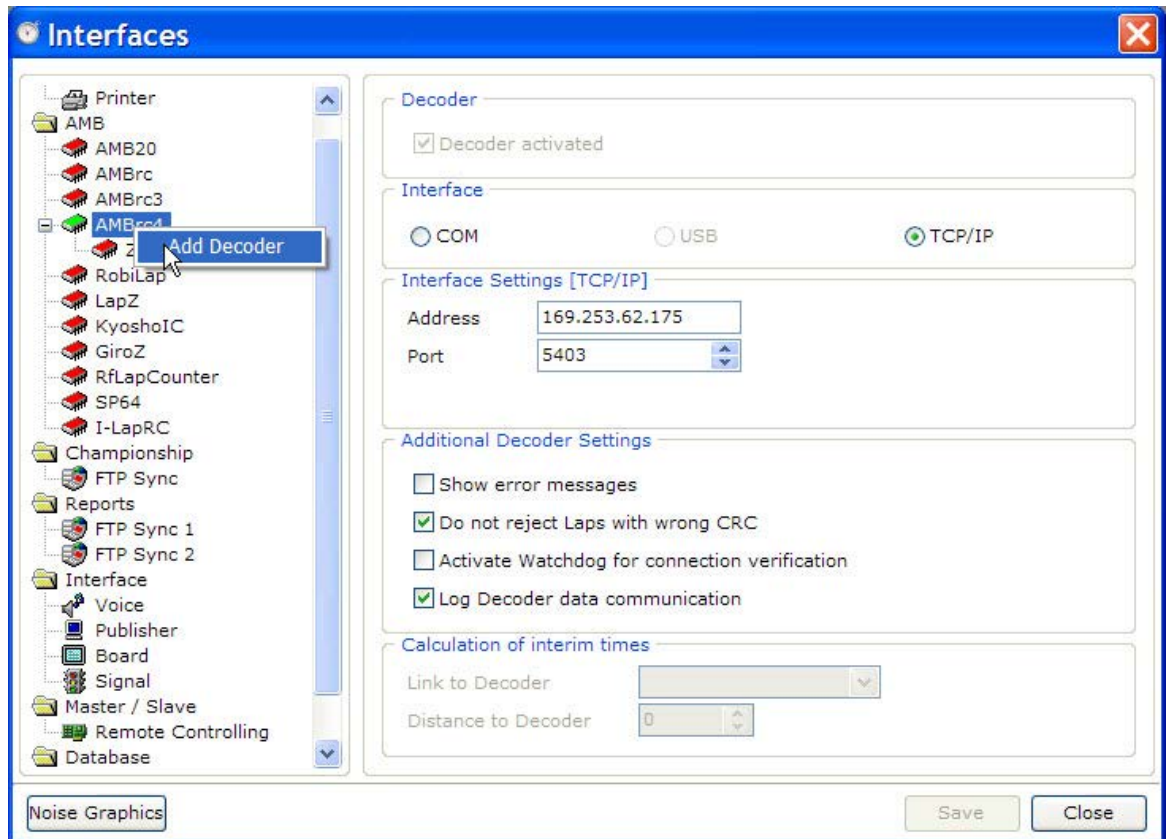 Interfaces
Printer
AMB
AMB20
AMBrc
AMBrc3
AMBrc4
Add Decoder
RobiLap
LapZ
KyoshoIC
GiroZ
RfLapCounter
SP64
I-LapRC
Championship
FTP Sync
Reports
FTP Sync 1
FTP Sync 2
Interface
Voice
Publisher
Board
Signal
Master / Slave
Remote Controlling
Database
Decoder
Decoder activated
Interface
COM USB TCP/IP
Interface Settings [TCP/IP]
Address 169.253.62.175
Port 5403
Additional Decoder Settings
Show error messages
Do not reject Laps with wrong CRC
Activate Watchdog for connection verification
Log Decoder data communication
Calculation of interim times
Link to Decoder
Distance to Decoder 0
Noise Graphics Save Close